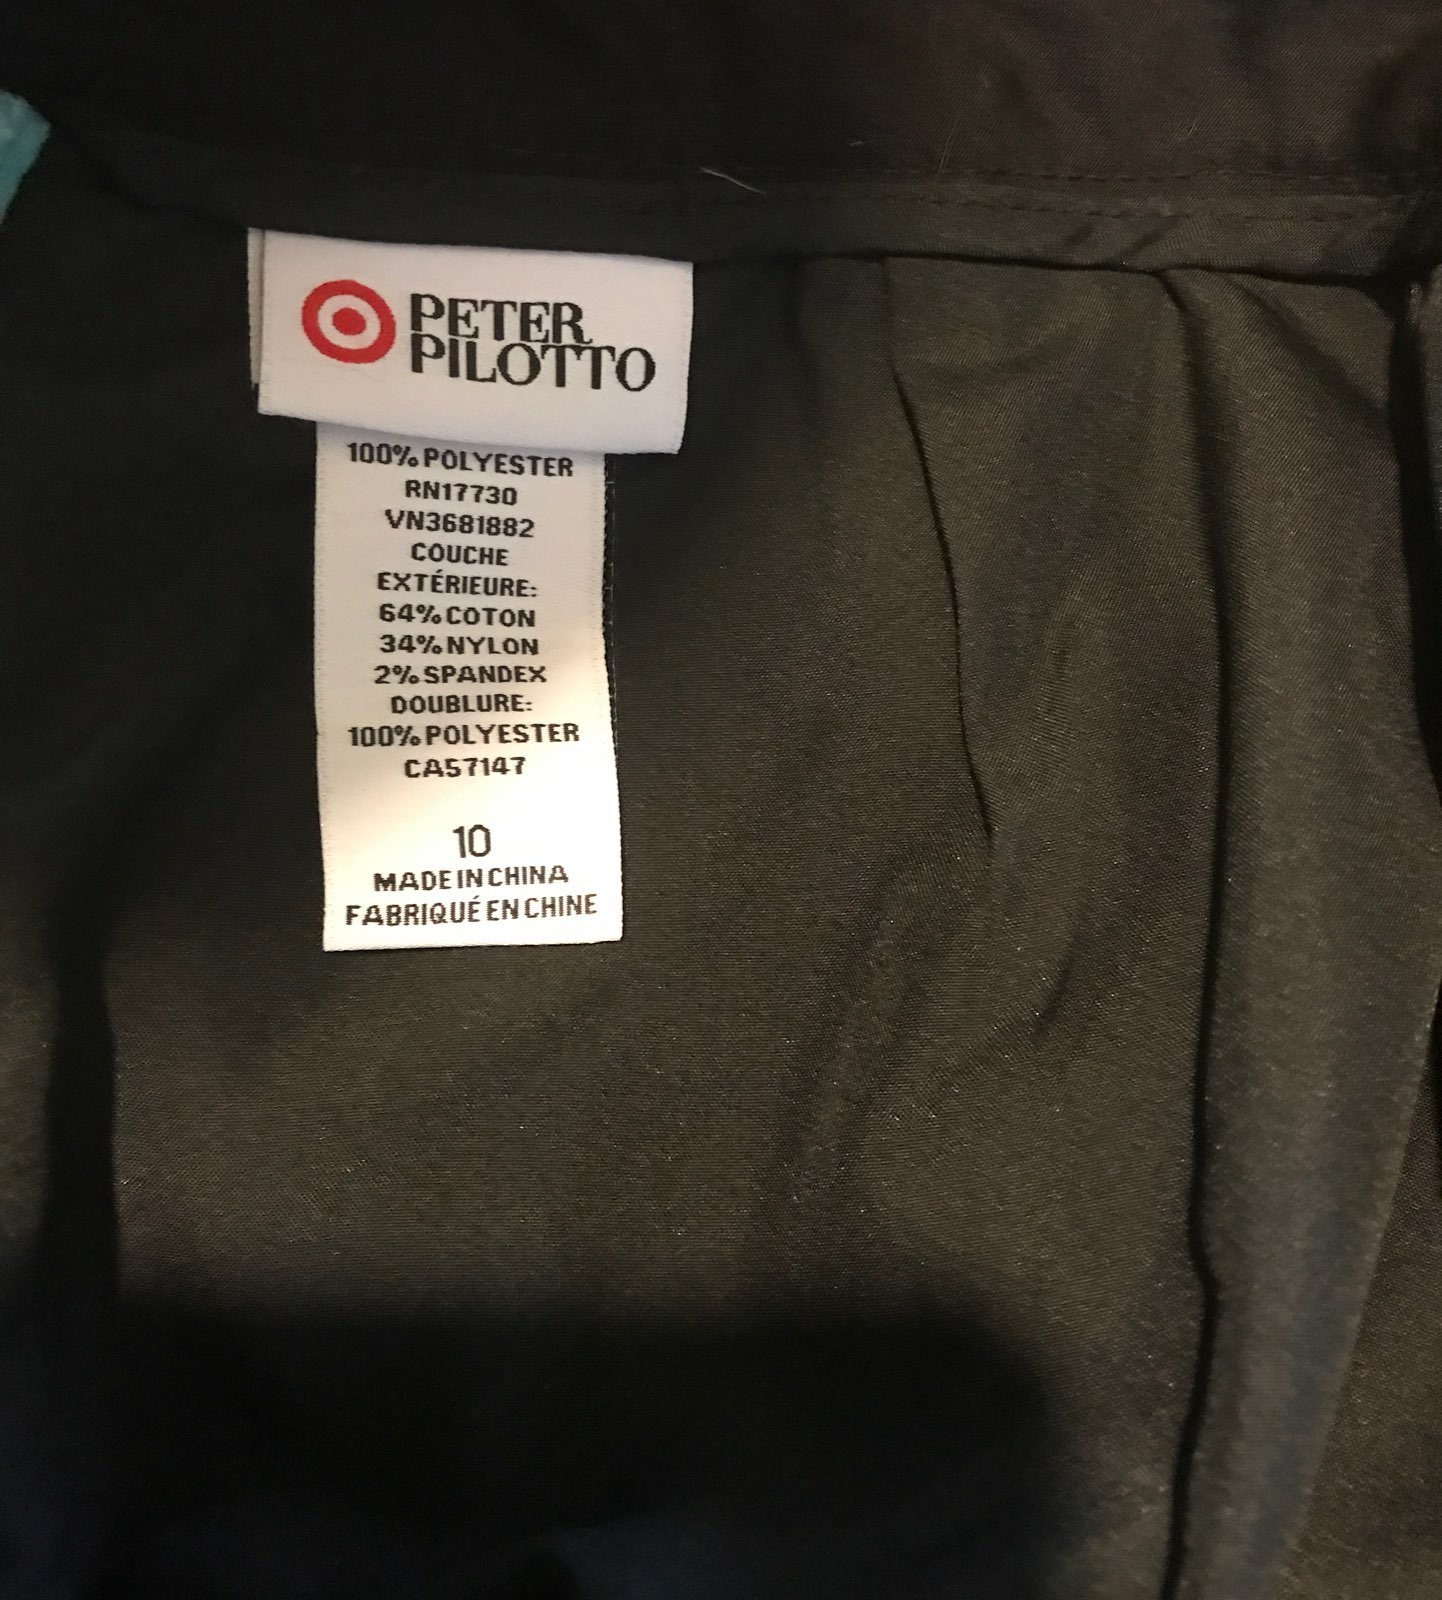 PETER
PILOTTO
100% POLYESTER
RN17730
VN3681882
COUCHE
EXTÉRIEURE:
64% COTON
34% NYLON
2% SPANDEX
DOUBLURE:
100% POLYESTER
CA57147
10
MADE IN CHINA
FABRIQUÉ EN CHINE